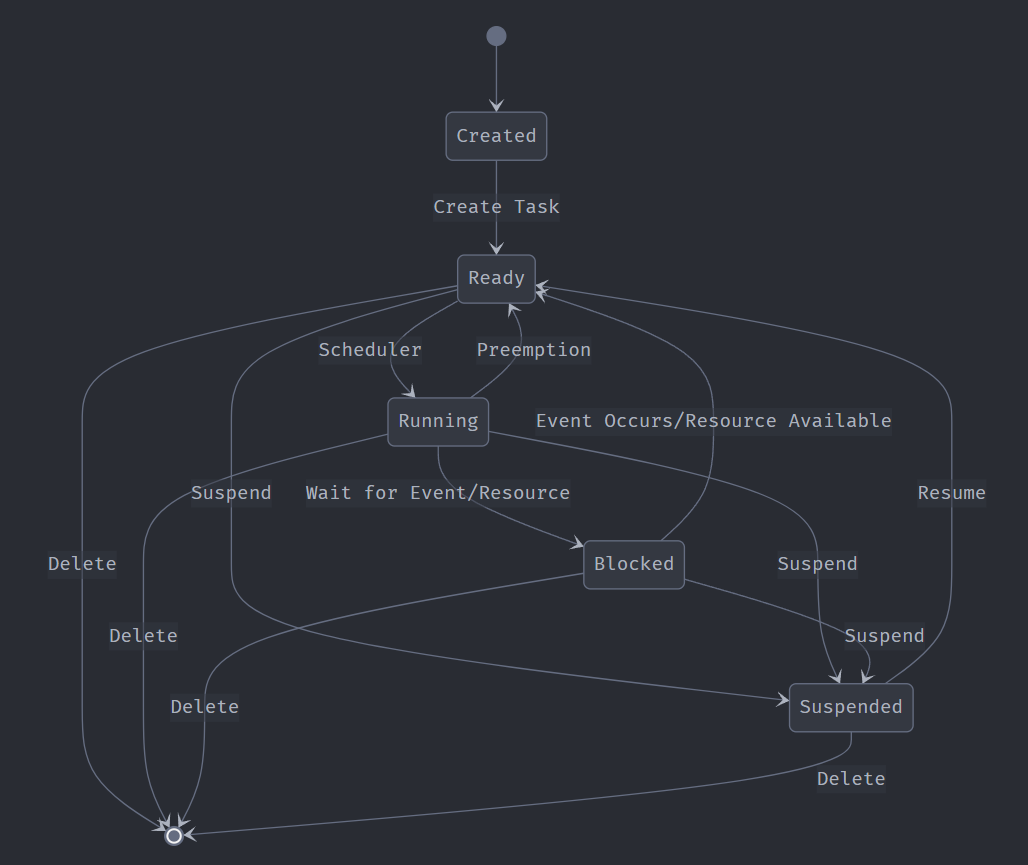 Created
Create Task
Ready
Scheduler
Preemption
Running
Event Occurs/Resource Available
Suspend
Wait for Event/Resource
Resume
Delete
Blocked
Suspend
Delete
Suspend
Delete
Suspended
Delete